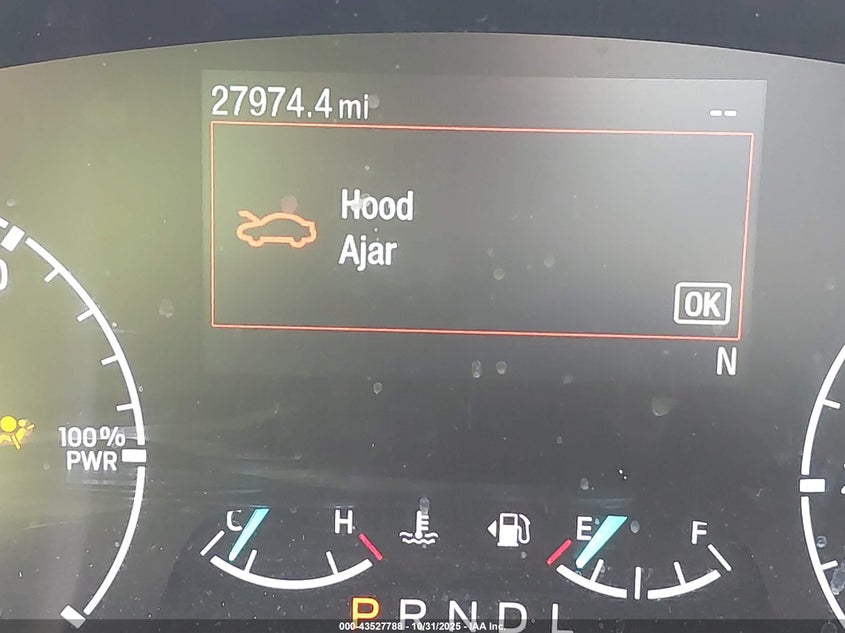 27974.4 mi --
Hood
Ajar
OK
N
100%
PWR
C H E F
P R N D L
000-43527788 - 10/31/2025 - IAA Inc.